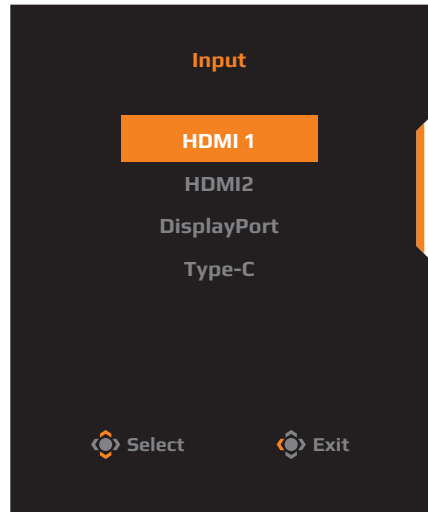 Input
HDMI 1
HDMI2
DisplayPort
Type-C
Select Exit